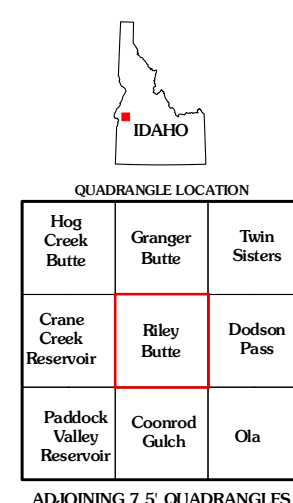 IDAHO
QUADRANGLE LOCATION
Hog
Creek
Butte
Granger
Butte
Twin
Sisters
Crane
Creek
Reservoir
Riley
Butte
Dodson
Pass
Paddock
Valley
Reservoir
Coonrod
Gulch
Ola
ADJOINING 7.5' QUADRANGLES